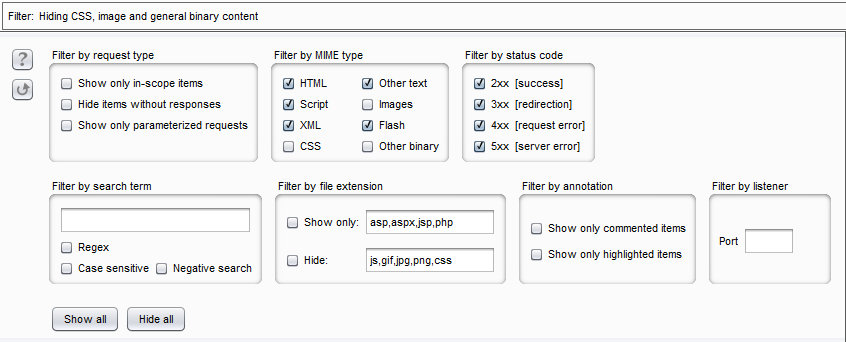 Filter: Hiding CSS, image and general binary content
?
Filter by request type
Show only in-scope items
Hide items without responses
Show only parameterized requests
Filter by MIME type
HTML Other text
Script Images
XML Flash
CSS Other binary
Filter by status code
2xx [success]
3xx [redirection]
4xx [request error]
5xx [server error]
Filter by search term
Regex
Case sensitive Negative search
Filter by file extension
Show only: asp,aspx,jsp,php
Hide: js,gif,jpg,png,css
Filter by annotation
Show only commented items
Show only highlighted items
Filter by listener
Port
Show all Hide all